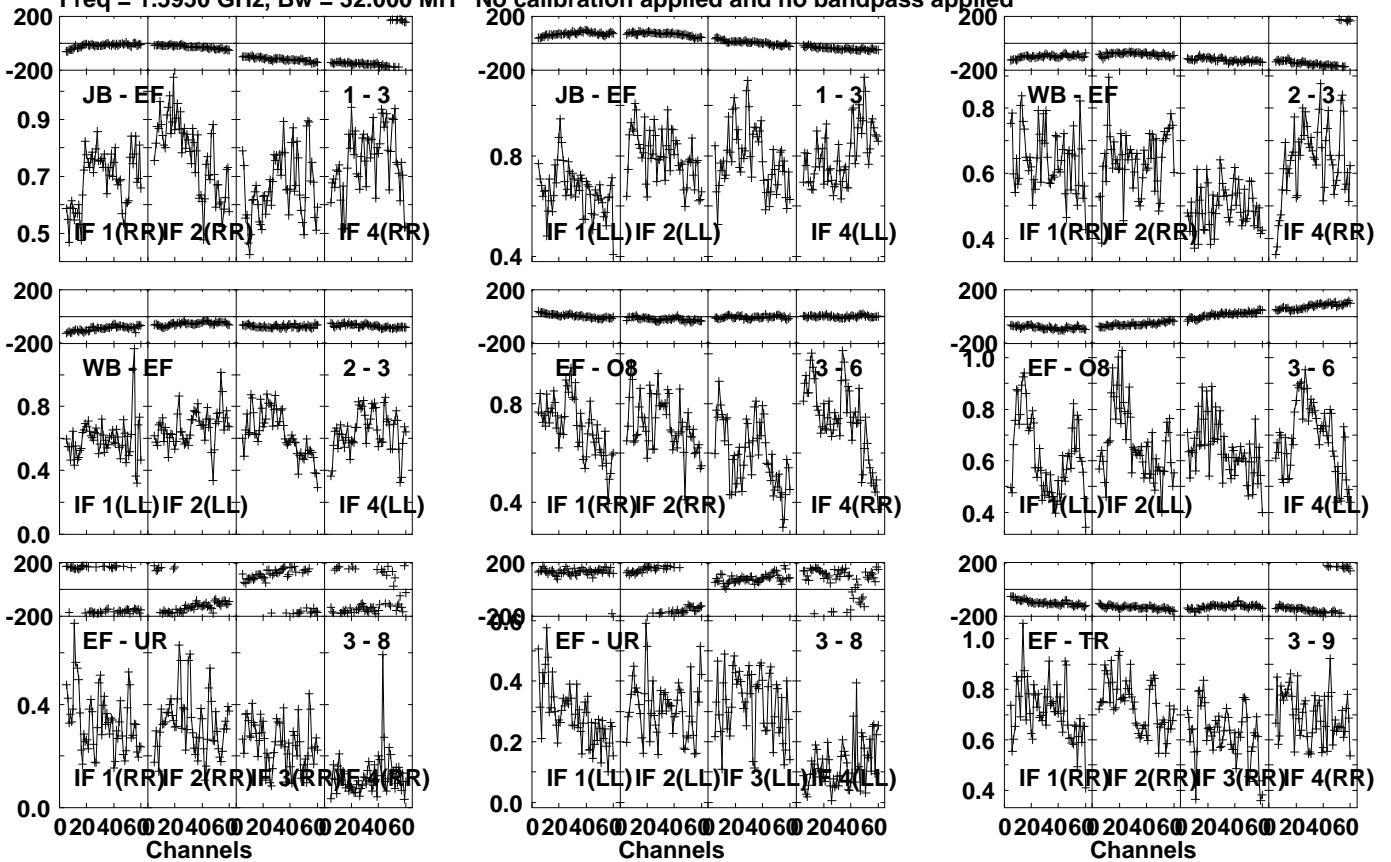 Freq = 1.5950 GHz, Bw = 32.000 MH No calibration applied and no bandpass applied
200
-200
JB - EF 1 - 3
0.9
0.7
0.5
IF 1(RR) IF 2(RR) IF 4(RR)
JB - EF 1 - 3
0.8
0.4
IF 1(LL) IF 2(LL) IF 4(LL)
200
-200
WB - EF 2 - 3
0.8
0.6
0.4
IF 1(RR) IF 2(RR) IF 4(RR)
200
-200
WB - EF 2 - 3
0.8
0.4
0.0
IF 1(LL) IF 2(LL) IF 4(LL)
EF - O8 3 - 6
0.8
0.4
IF 1(RR) IF 2(RR) IF 4(RR)
200
-200
1.0
EF - O8 3 - 6
0.8
0.6
0.4
IF 1(LL) IF 2(LL) IF 4(LL)
200
-200
EF - UR 3 - 8
0.4
0.0
IF 1(RR) IF 2(RR) IF 3(RR) IF 4(RR)
0 20 40 60 0 20 40 60 0 20 40 60 0 20 40 60
Channels
200
EF - UR 3 - 8
0.4
0.2
0.0
IF 1(LL) IF 2(LL) IF 3(LL) IF 4(LL)
0 20 40 60 0 20 40 60 0 20 40 60 0 20 40 60
Channels
200
-200
EF - TR 3 - 9
1.0
0.8
0.6
0.4
IF 1(RR) IF 2(RR) IF 3(RR) IF 4(RR)
0 20 40 60 0 20 40 60 0 20 40 60 0 20 40 60
Channels